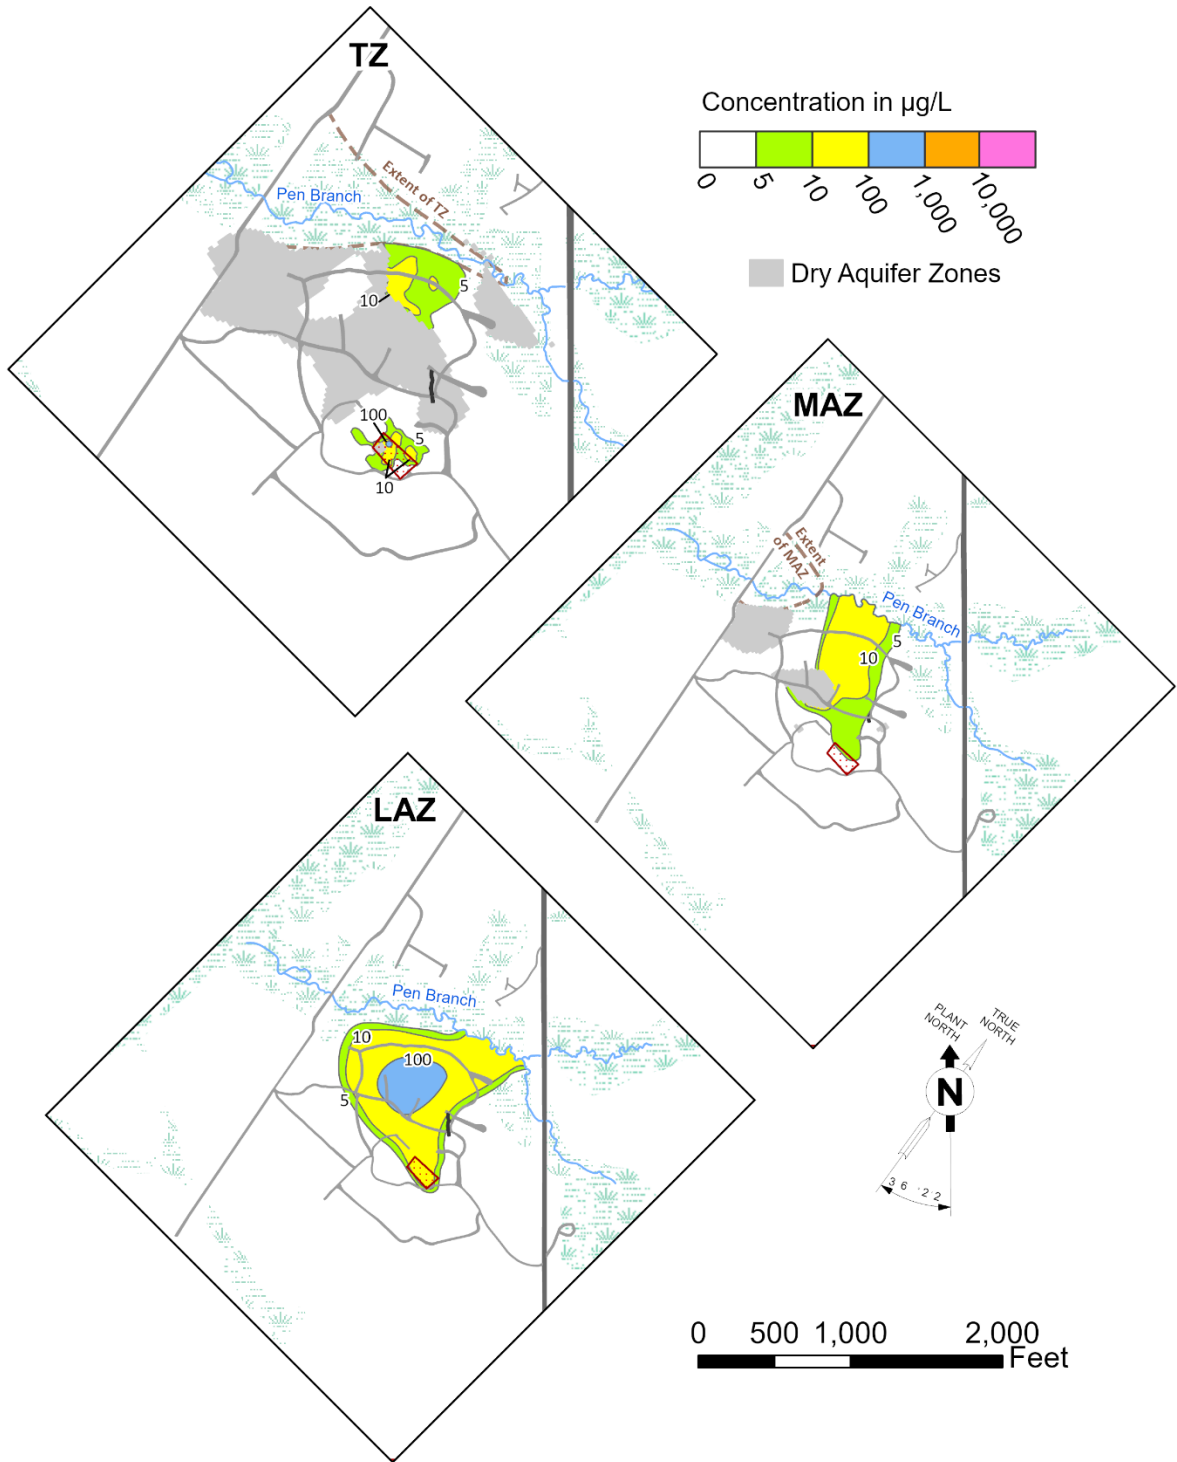 TZ
Concentration in µg/L
0
5
10
100
1,000
10,000
Dry Aquifer Zones
Extent of TZ
Pen Branch
5
10
100
5
10
MAZ
Extent
of MAZ
Pen Branch
5
10
LAZ
Pen Branch
10
100
5
PLANT
NORTH
TRUE
NORTH
N
36.22
0 500 1,000 2,000
Feet